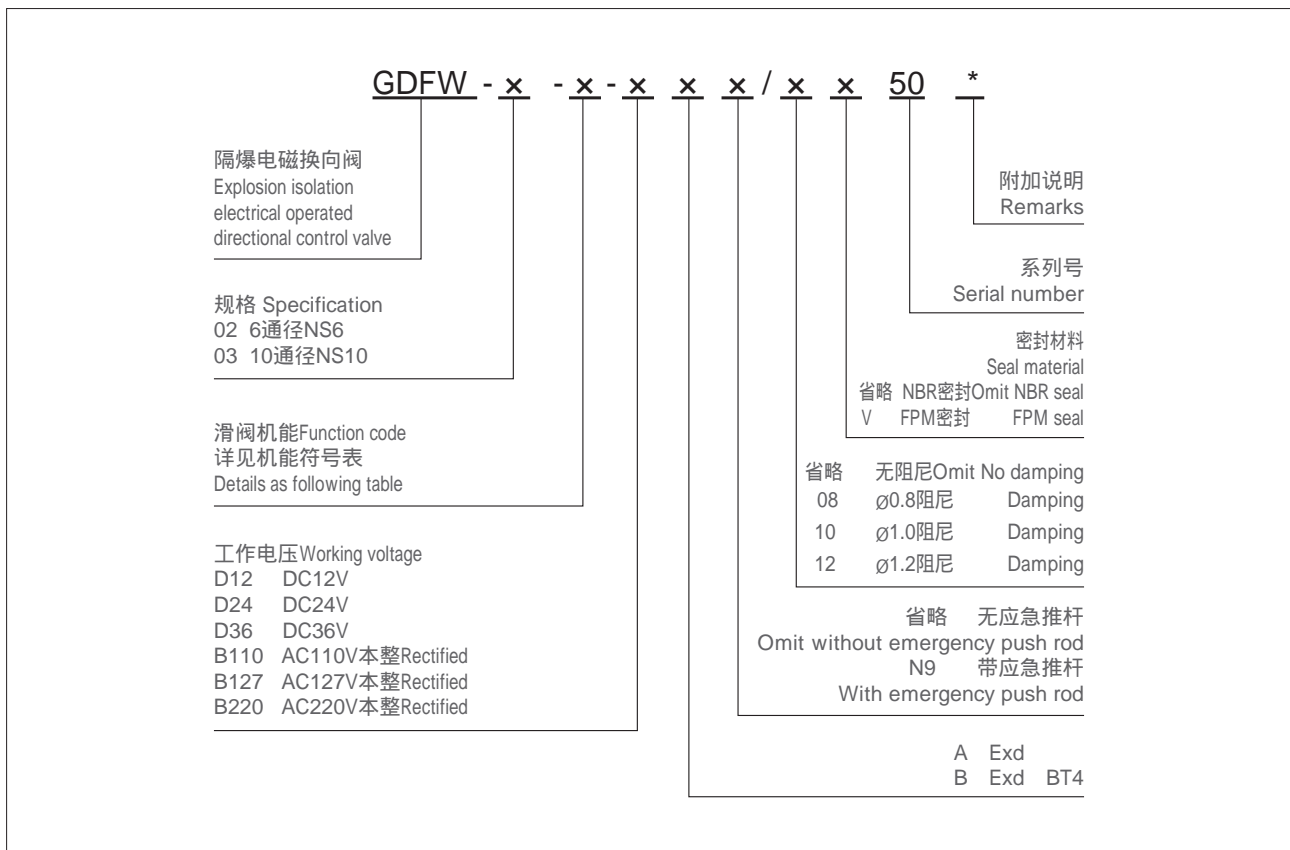 GDFW - × - × - × × × / × × 50 *
隔爆电磁换向阀
Explosion isolation
electrical operated
directional control valve
规格 Specification
02 6通径NS6
03 10通径NS10
滑阀机能Function code
详见机能符号表
Details as following table
工作电压Working voltage
D12 DC12V
D24 DC24V
D36 DC36V
B110 AC110V本整Rectified
B127 AC127V本整Rectified
B220 AC220V本整Rectified
附加说明
Remarks
系列号
Serial number
密封材料
Seal material
省略 NBR密封Omit NBR seal
V FPM密封 FPM seal
省略 无阻尼Omit No damping
08 Ø0.8阻尼 Damping
10 Ø1.0阻尼 Damping
12 Ø1.2阻尼 Damping
省略 无应急推杆
Omit without emergency push rod
N9 带应急推杆
With emergency push rod
A Exd
B Exd BT4